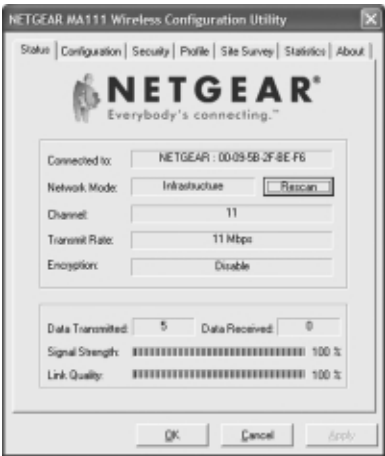 NETGEAR MA111 Wireless Configuration Utility
Status Configuration Security Profile Site Survey Statistics About
NETGEAR®
Everybody's connecting.™
Connected to: NETGEAR : 00-09-5B-2F-BE-F6
Network Mode: Infrastructure Rescan
Channel: 11
Transmit Rate: 11 Mbps
Encryption: Disable
Data Transmitted: 5 Data Received: 0
Signal Strength: 100 %
Link Quality: 100 %
OK Cancel Apply